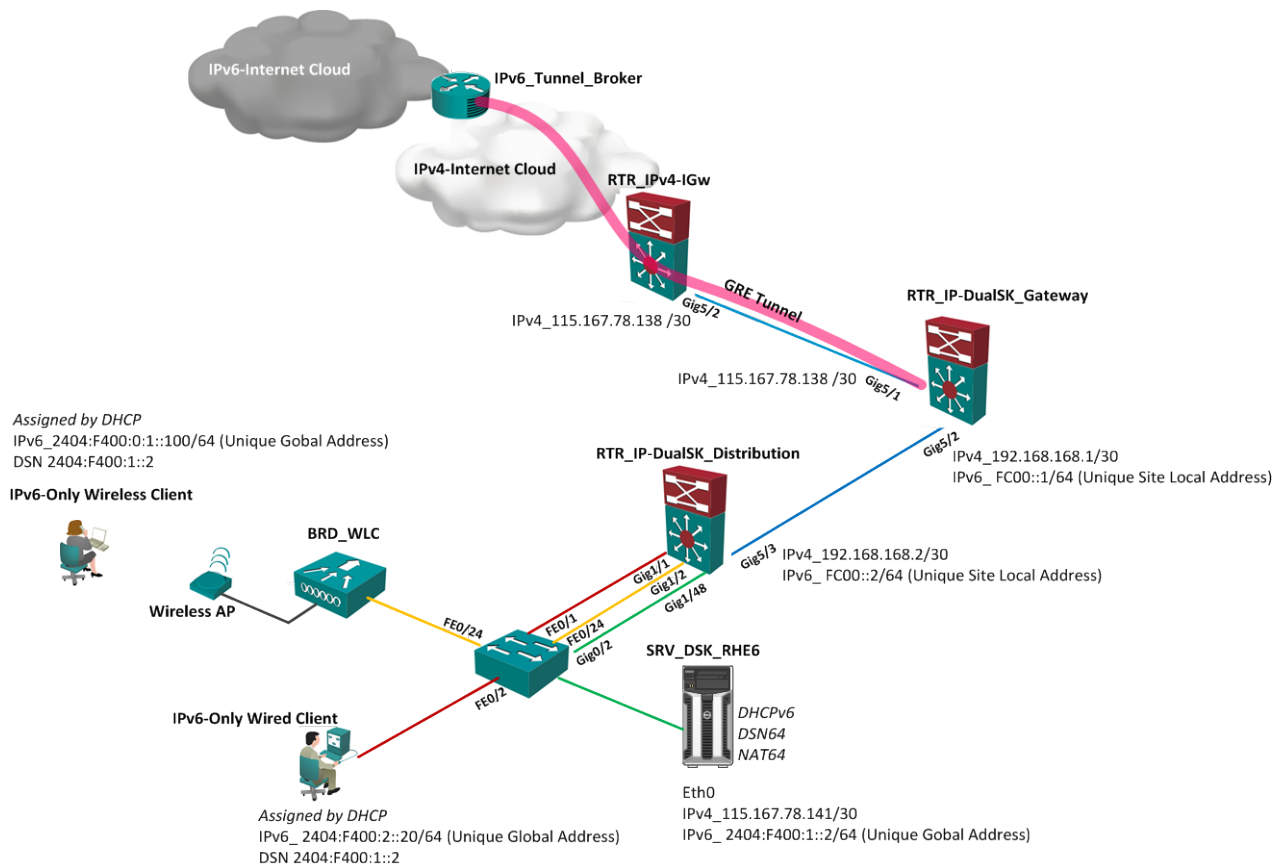 IPv6-Internet Cloud
IPv6_Tunnel_Broker
IPv4-Internet Cloud
RTR_IPv4-IGw
GRE Tunnel
Gig5/2
IPv4_115.167.78.138 /30
RTR_IP-DualSK_Gateway
IPv4_115.167.78.138 /30
Gig5/1
Gig5/2
IPv4_192.168.168.1/30
IPv6_ FC00::1/64 (Unique Site Local Address)
Assigned by DHCP
IPv6_2404:F400:0:1::100/64 (Unique Gobal Address)
DSN 2404:F400:1::2
IPv6-Only Wireless Client
RTR_IP-DualSK_Distribution
BRD_WLC
Wireless AP
Gig1/1
Gig1/2
Gig1/48
Gig5/3
IPv4_192.168.168.2/30
IPv6_ FC00::2/64 (Unique Site Local Address)
FE0/24
FE0/1
FE0/24
Gig0/2
FE0/2
SRV_DSK_RHE6
DHCPv6
DSN64
NAT64
IPv6-Only Wired Client
Assigned by DHCP
IPv6_ 2404:F400:2::20/64 (Unique Global Address)
DSN 2404:F400:1::2
Eth0
IPv4_115.167.78.141/30
IPv6_ 2404:F400:1::2/64 (Unique Gobal Address)